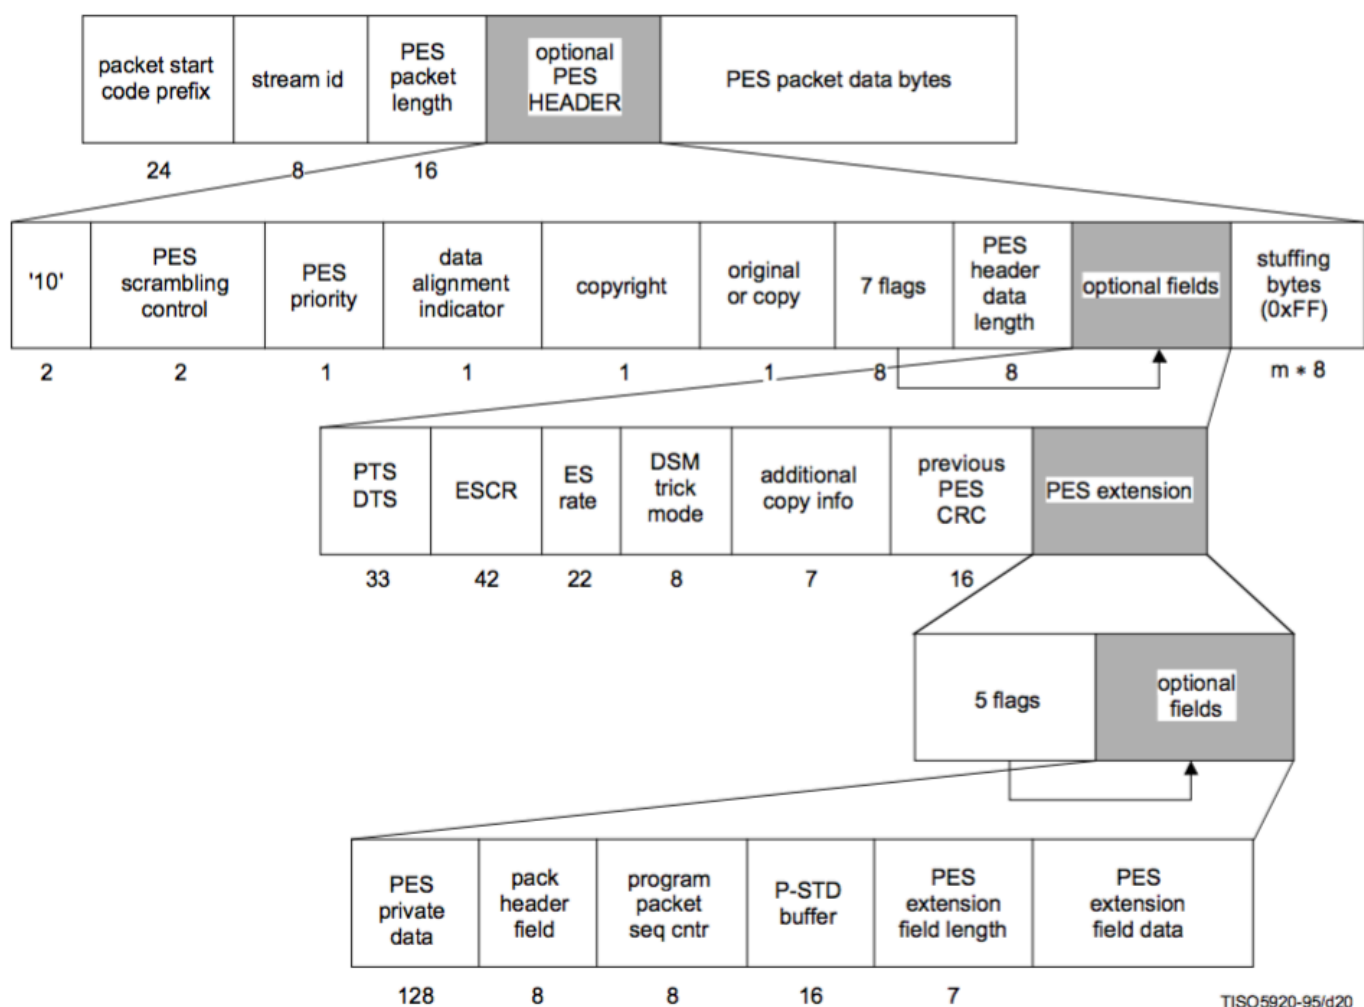 packet start
code prefix
stream id
PES
packet
length
optional
PES
HEADER
PES packet data bytes
24
8
16
'10'
PES
scrambling
control
PES
priority
data
alignment
indicator
copyright
original
or copy
7 flags
PES
header
data
length
optional fields
stuffing
bytes
(0xFF)
2
2
1
1
1
1
8
8
m * 8
PTS
DTS
ESCR
ES
rate
DSM
trick
mode
additional
copy info
previous
PES
CRC
PES extension
33
42
22
8
7
16
5 flags
optional
fields
PES
private
data
pack
header
field
program
packet
seq cntr
P-STD
buffer
PES
extension
field length
PES
extension
field data
128
8
8
16
7
TISO5920-95/d20